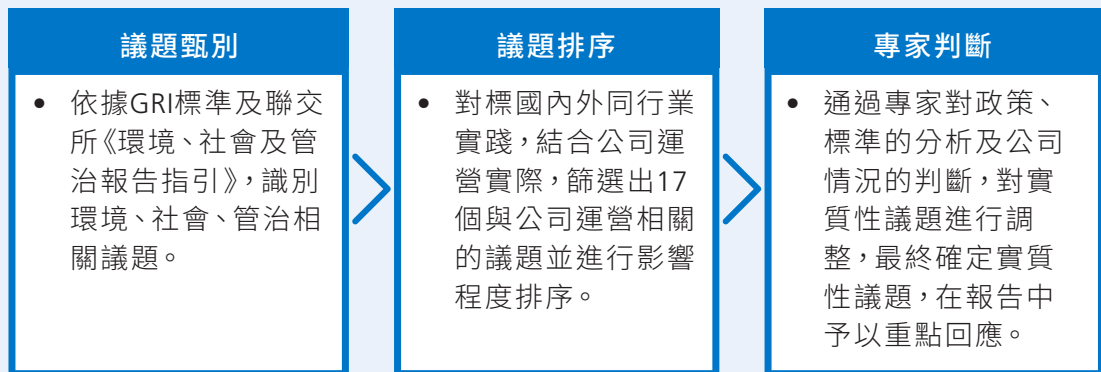 議題甄別
• 依據GRI標準及聯交
所《環境、社會及管
治報告指引》,識別
環境、社會、管治相
關議題。
議題排序
• 對標國內外同行業
實踐,結合公司運
營實際,篩選出17
個與公司運營相關
的議題並進行影響
程度排序。
專家判斷
• 通過專家對政策、
標準的分析及公司
情況的判斷,對實
質性議題進行調
整,最終確定實質
性議題,在報告中
予以重點回應。